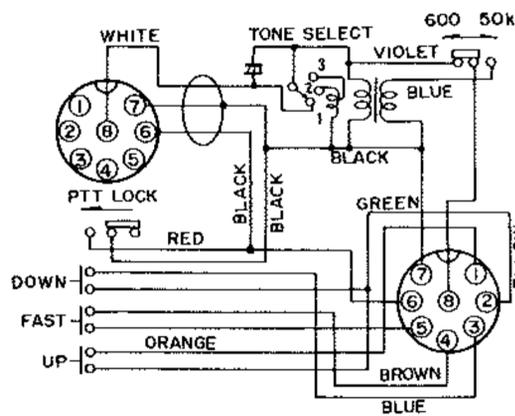 600 50k
WHITE TONE SELECT
VIOLET
3
2
1
BLUE
1 7
2 8 6
3 4 5
BLACK
PTT LOCK
BLACK
BLACK
GREEN
RED
DOWN
7 1
6 8 2
5 4 3
FAST
ORANGE
UP
BROWN
BLUE